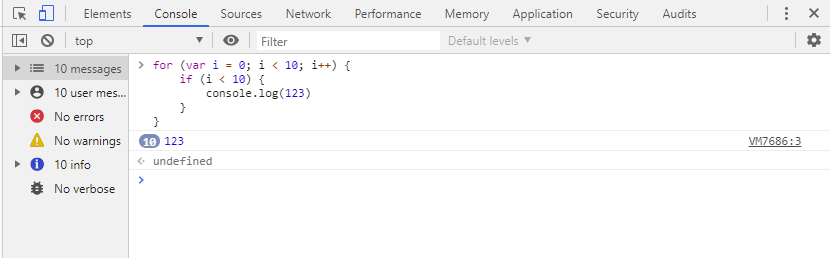 Elements Console Sources Network Performance Memory Application Security Audits
top Filter Default levels
10 messages
10 user mes...
No errors
No warnings
10 info
No verbose
for (var i = 0; i < 10; i++) {
    if (i < 10) {
        console.log(123)
    }
}
10 123 VM7686:3
undefined